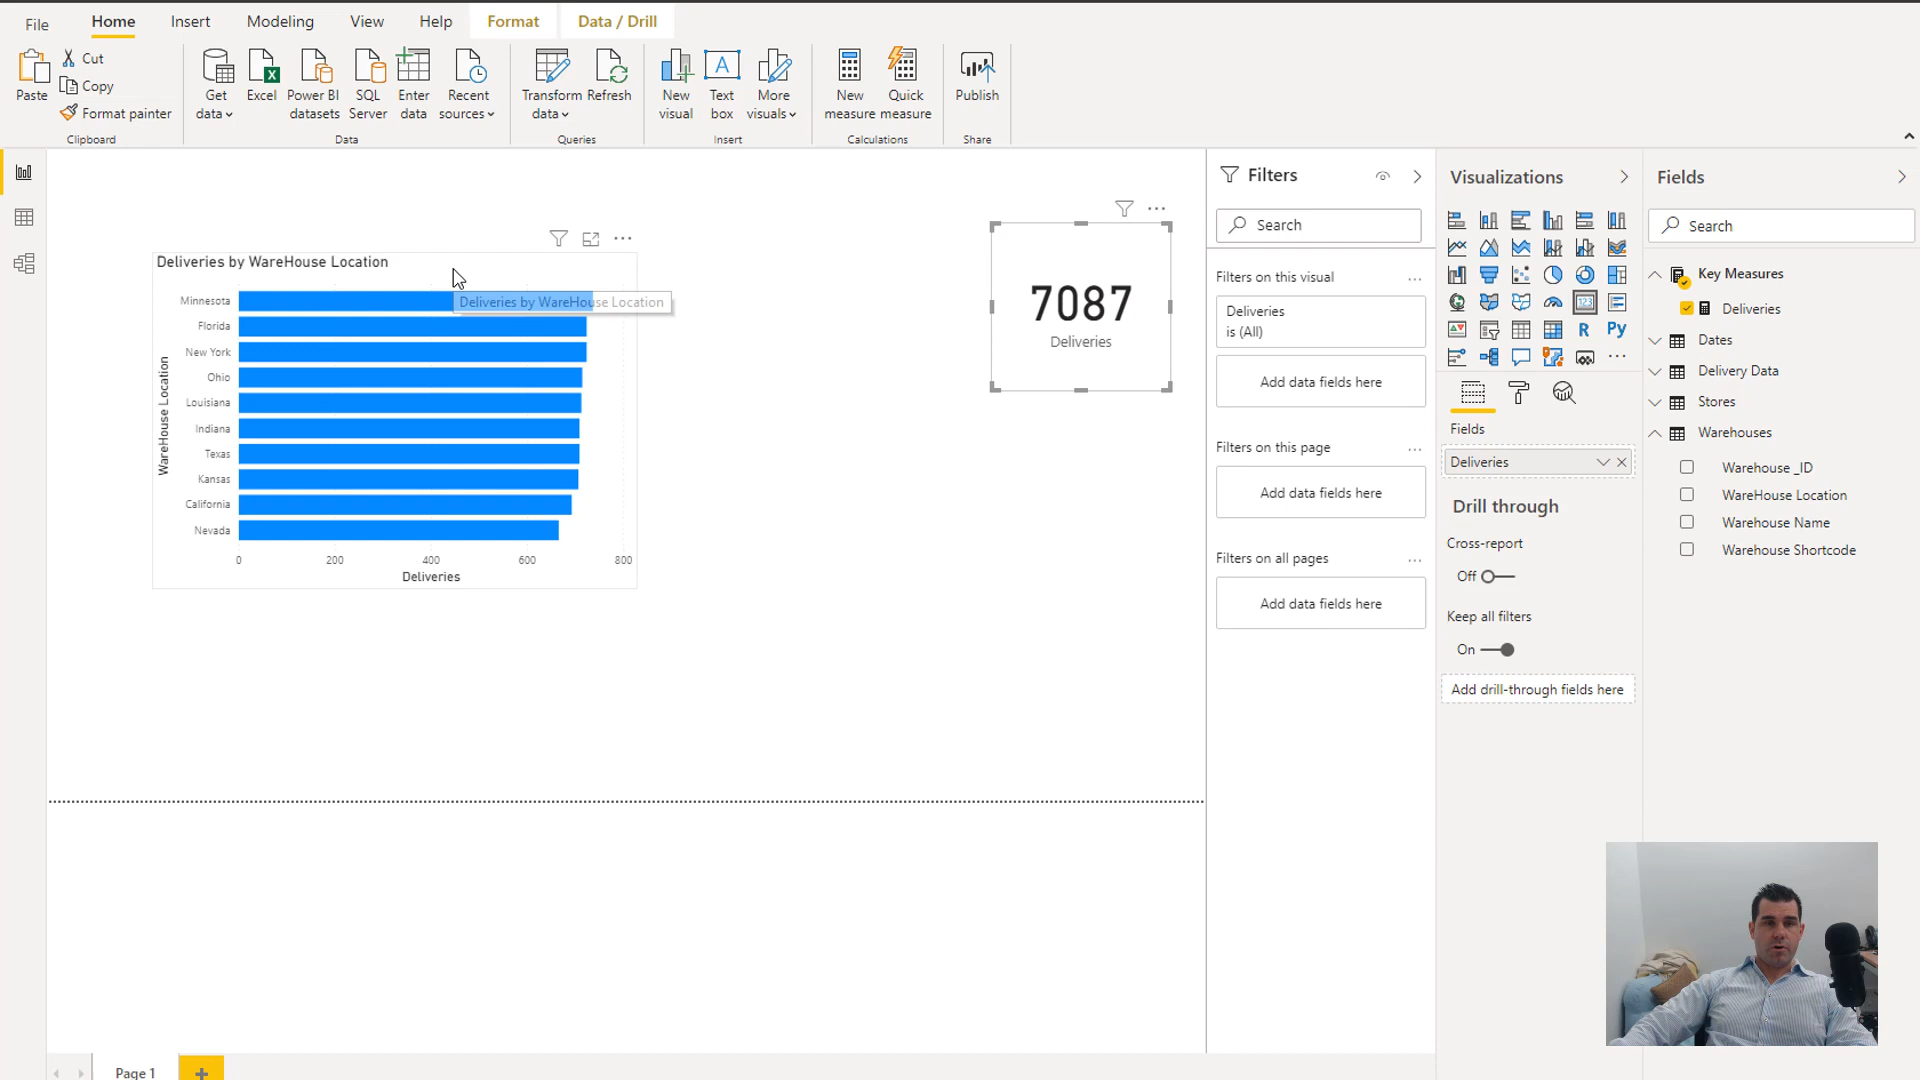 File
Home
Insert
Modeling
View
Help
Format
Data / Drill
Paste
Cut
Copy
Format painter
Clipboard
Get data
Excel
Power BI datasets
SQL Server
Enter data
Recent sources
Data
Transform data
Refresh
Queries
New visual
Text box
More visuals
Insert
New measure
Quick measure
Calculations
Publish
Share
Deliveries by WareHouse Location
Deliveries by WareHouse Location
WareHouse Location
Minnesota
Florida
New York
Ohio
Louisiana
Indiana
Texas
Kansas
California
Nevada
0 200 400 600 800
Deliveries
7087
Deliveries
Filters
Search
Filters on this visual
Deliveries
is (All)
Add data fields here
Filters on this page
Add data fields here
Filters on all pages
Add data fields here
Visualizations
R
Py
123
Fields
Deliveries
Drill through
Cross-report
Off
Keep all filters
On
Add drill-through fields here
Fields
Search
Key Measures
Deliveries
Dates
Delivery Data
Stores
Warehouses
Warehouse _ID
WareHouse Location
Warehouse Name
Warehouse Shortcode
Page 1